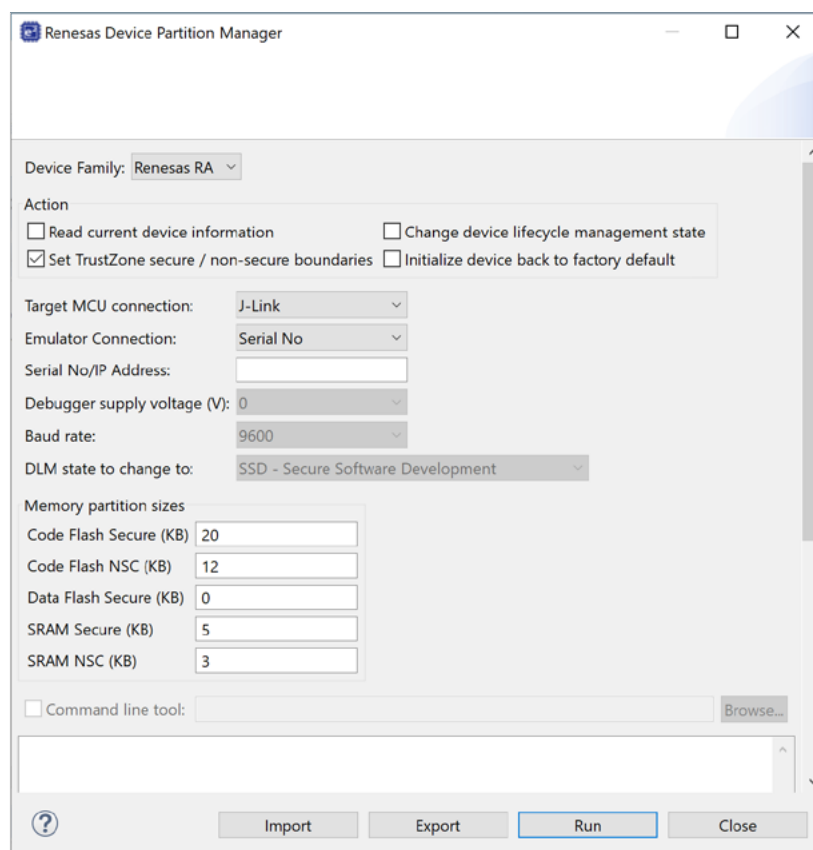 Renesas Device Partition Manager
Device Family: Renesas RA
Action
Read current device information
Change device lifecycle management state
Set TrustZone secure / non-secure boundaries
Initialize device back to factory default
Target MCU connection: J-Link
Emulator Connection: Serial No
Serial No/IP Address:
Debugger supply voltage (V): 0
Baud rate: 9600
DLM state to change to: SSD - Secure Software Development
Memory partition sizes
Code Flash Secure (KB) 20
Code Flash NSC (KB) 12
Data Flash Secure (KB) 0
SRAM Secure (KB) 5
SRAM NSC (KB) 3
Command line tool: Browse...
? Import Export Run Close